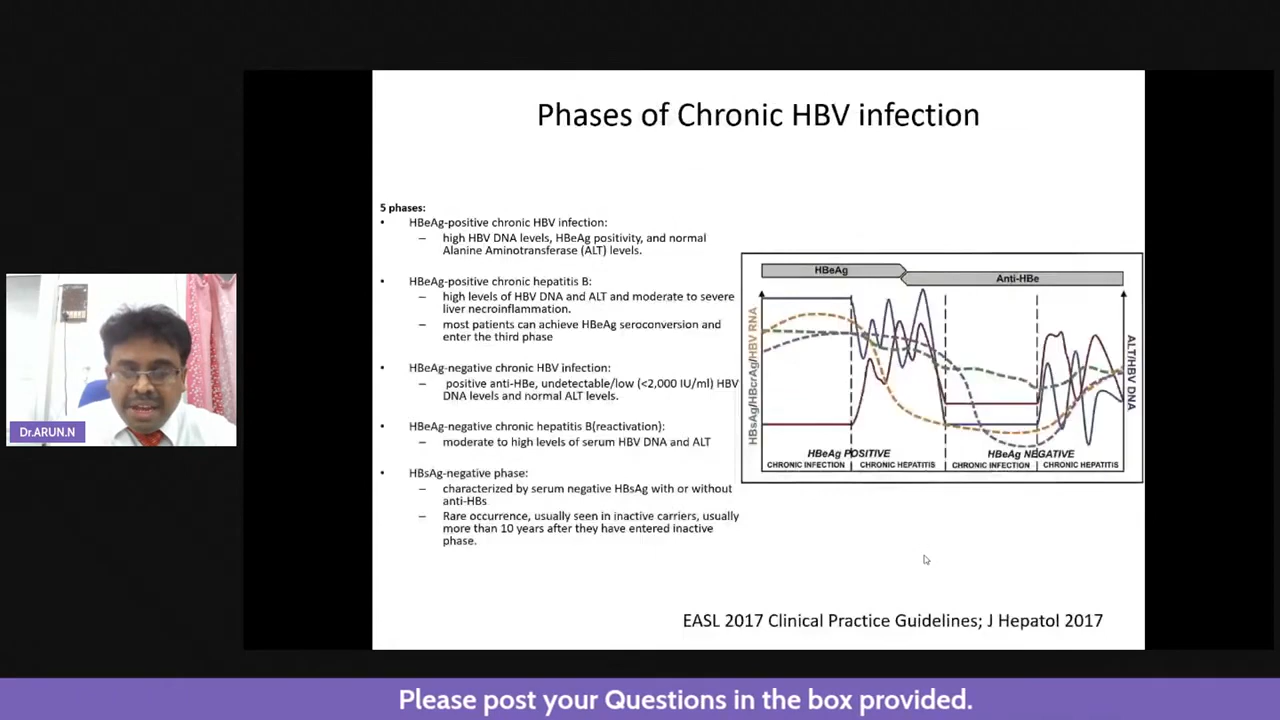 Phases of Chronic HBV infection
5 phases:
• HBeAg-positive chronic HBV infection:
– high HBV DNA levels, HBeAg positivity, and normal
Alanine Aminotransferase (ALT) levels.
• HBeAg-positive chronic hepatitis B:
– high levels of HBV DNA and ALT and moderate to severe
liver necroinflammation.
– most patients can achieve HBeAg seroconversion and
enter the third phase
• HBeAg-negative chronic HBV infection:
– positive anti-HBe, undetectable/low (<2,000 IU/ml) HBV
DNA levels and normal ALT levels.
• HBeAg-negative chronic hepatitis B(reactivation):
– moderate to high levels of serum HBV DNA and ALT
• HBsAg-negative phase:
– characterized by serum negative HBsAg with or without
anti-HBs
– Rare occurrence, usually seen in inactive carriers, usually
more than 10 years after they have entered inactive
phase.
HBeAg
Anti-HBe
HBsAg/HBcrAg/HBV RNA
ALT/HBV DNA
HBeAg POSITIVE
HBeAg NEGATIVE
CHRONIC INFECTION
CHRONIC HEPATITIS
CHRONIC INFECTION
CHRONIC HEPATITIS
EASL 2017 Clinical Practice Guidelines; J Hepatol 2017
Dr.ARUN.N
Please post your Questions in the box provided.